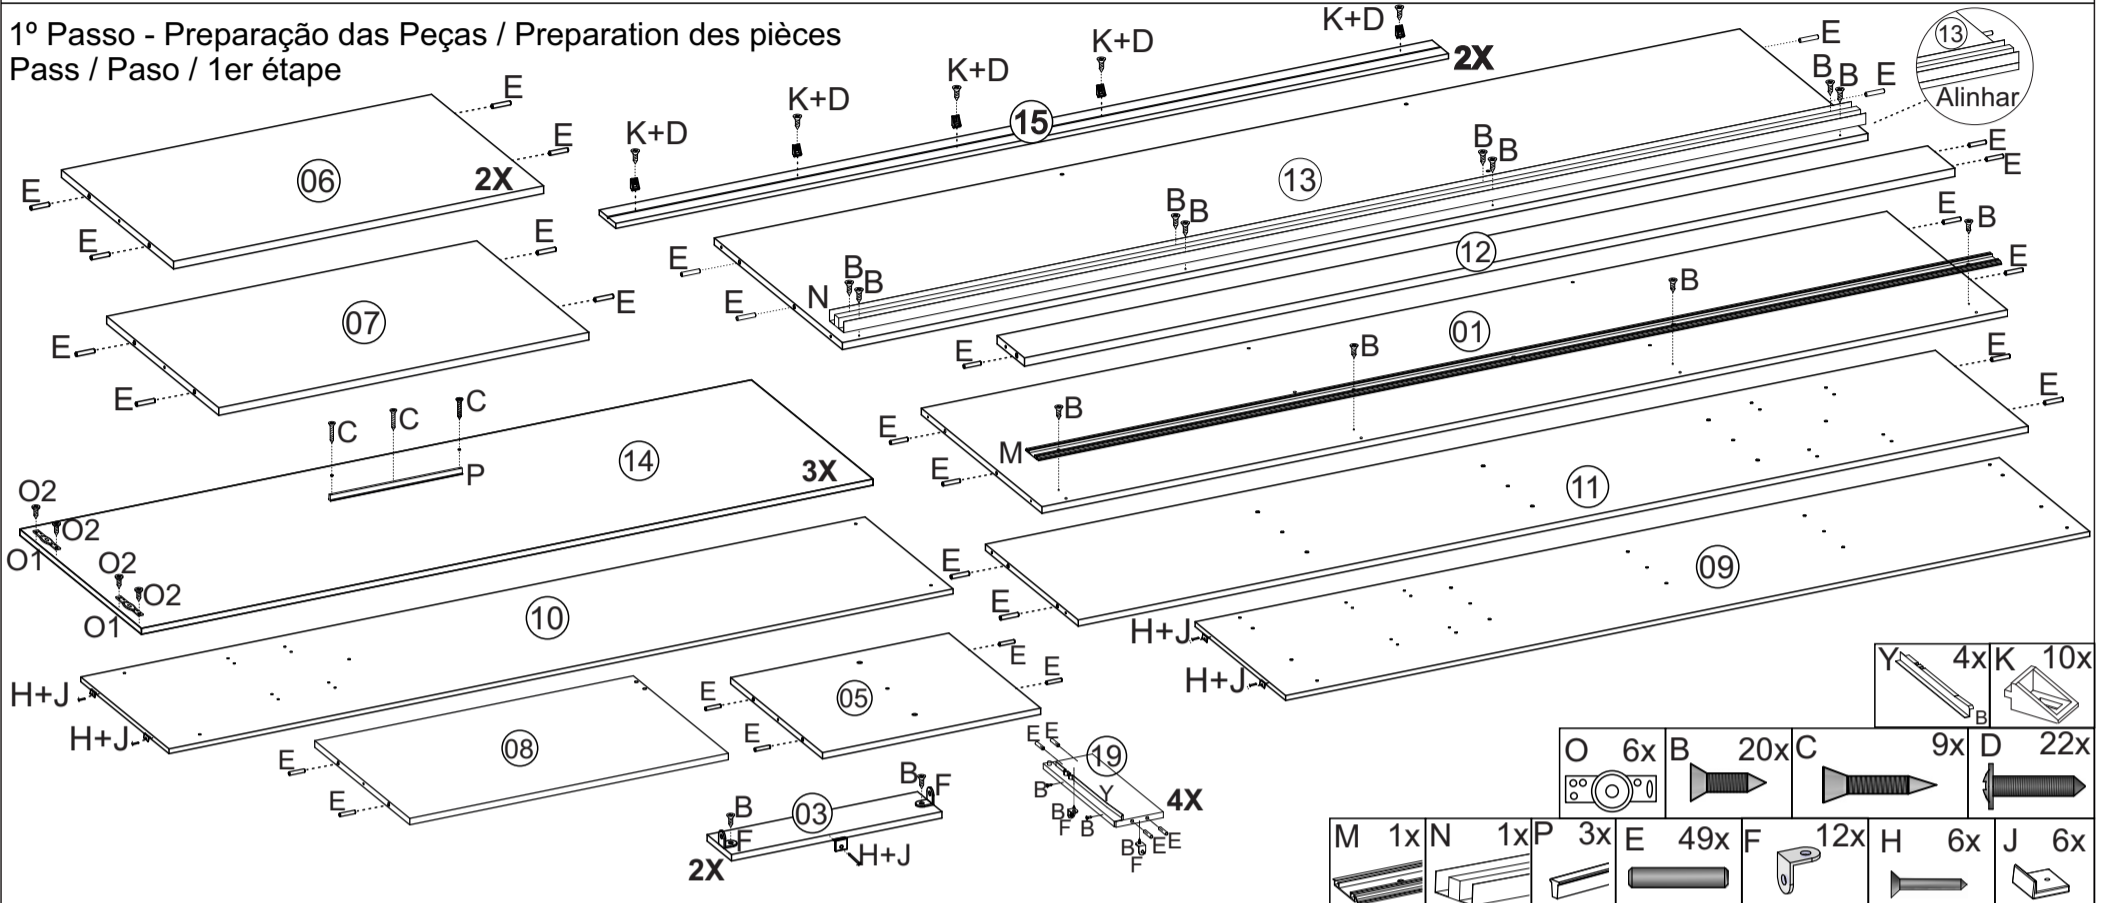 1º Passo - Preparação das Peças / Preparation des pièces
Pass / Paso / 1er étape
E
E
06
2X
E
E
E
E
07
E
E
K+D
K+D
K+D
K+D
K+D
15
2X
E
13
Alinhar
B
B
E
B
B
13
B
B
E
E
B
B
N
E
E
12
E
E
B
E
B
01
B
B
M
E
E
E
E
11
E
E
C
C
C
P
14
3X
O2
O2
O1
O2
O2
O1
10
H+J
H+J
09
H+J
H+J
08
E
E
05
E
E
E
E
03
B
F
B
F
H+J
2X
19
E
E
Y
B
B
F
B
B
F
E
E
4X
Y 4x
B
K 10x
O 6x
B 20x
C 9x
D 22x
M 1x
N 1x
P 3x
E 49x
F 12x
H 6x
J 6x